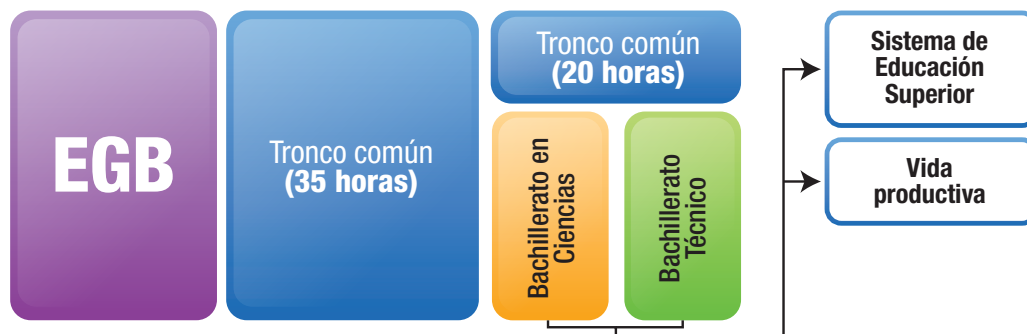 EGB
Tronco común
(35 horas)
Tronco común
(20 horas)
Bachillerato en
Ciencias
Bachillerato
Técnico
Sistema de
Educación
Superior
Vida
productiva